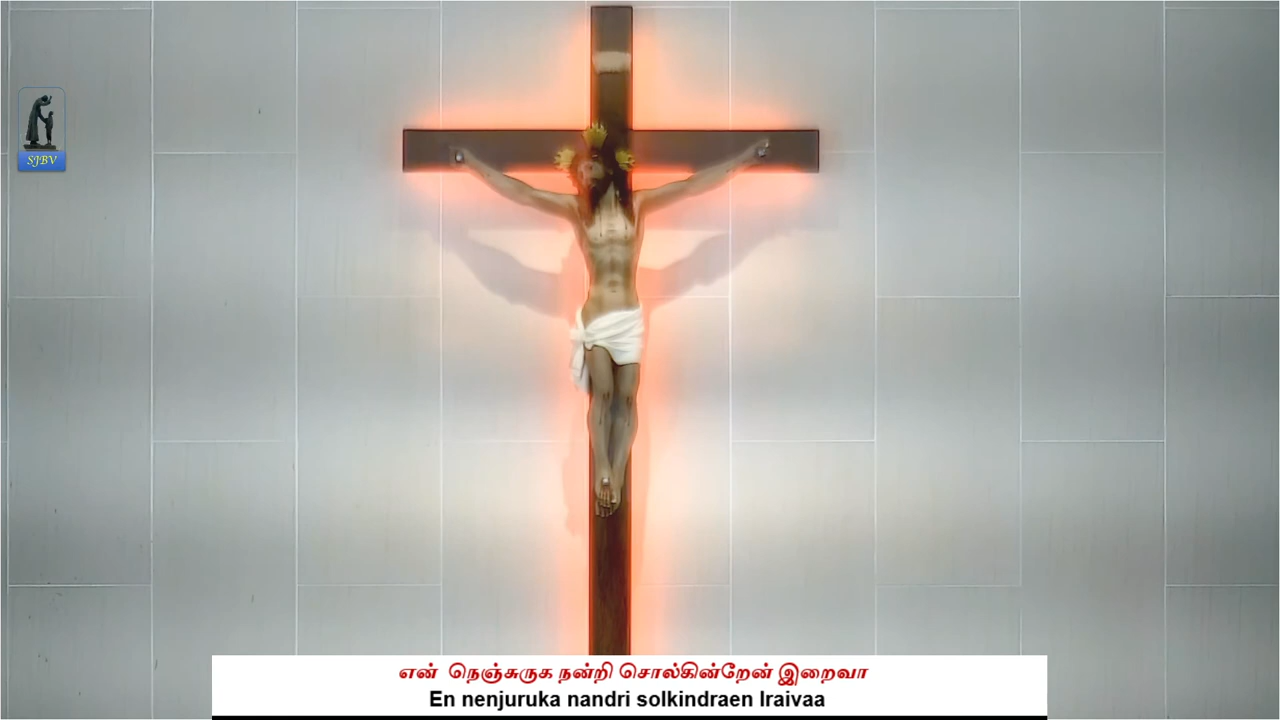 SJBV
என் நெஞ்சுருக நன்றி சொல்கின்றேன் இறைவா
En nenjuruka nandri solkindraen Iraivaa